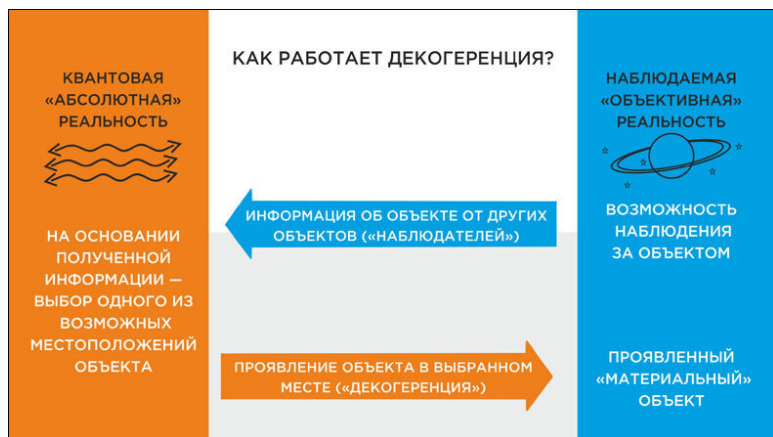 КАК РАБОТАЕТ ДЕКОГЕРЕНЦИЯ?
КВАНТОВАЯ
«АБСОЛЮТНАЯ»
РЕАЛЬНОСТЬ
НА ОСНОВАНИИ
ПОЛУЧЕННОЙ
ИНФОРМАЦИИ —
ВЫБОР ОДНОГО ИЗ
ВОЗМОЖНЫХ
МЕСТОПОЛОЖЕНИЙ
ОБЪЕКТА
ИНФОРМАЦИЯ ОБ ОБЪЕКТЕ ОТ ДРУГИХ
ОБЪЕКТОВ («НАБЛЮДАТЕЛЕЙ»)
ПРОЯВЛЕНИЕ ОБЪЕКТА В ВЫБРАННОМ
МЕСТЕ («ДЕКОГЕРЕНЦИЯ»)
НАБЛЮДАЕМАЯ
«ОБЪЕКТИВНАЯ»
РЕАЛЬНОСТЬ
ВОЗМОЖНОСТЬ
НАБЛЮДЕНИЯ
ЗА ОБЪЕКТОМ
ПРОЯВЛЕННЫЙ
«МАТЕРИАЛЬНЫЙ»
ОБЪЕКТ